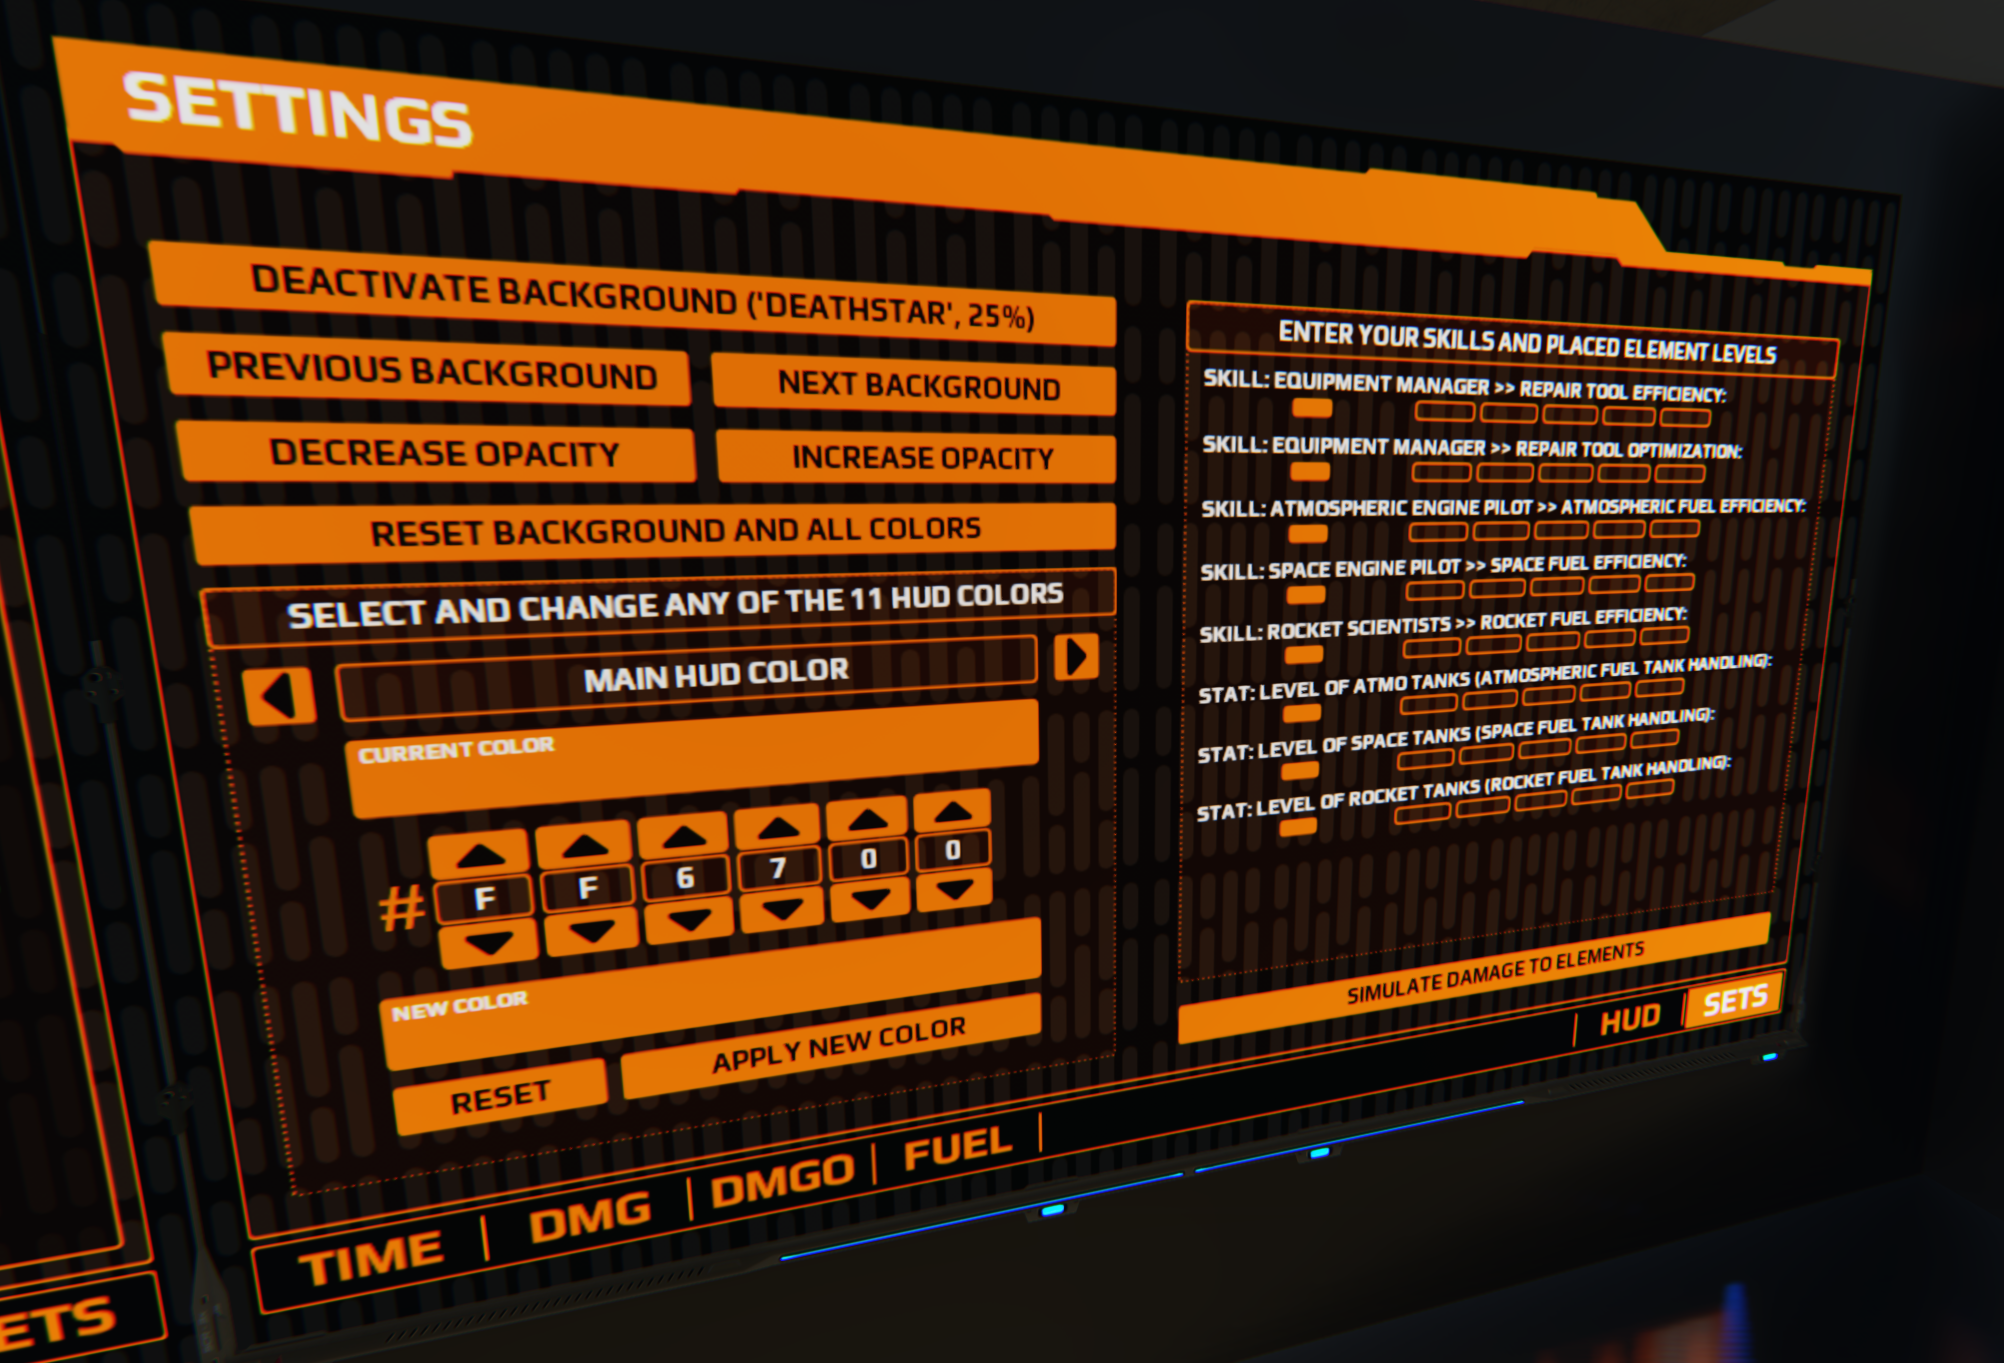 SETTINGS
DEACTIVATE BACKGROUND ('DEATHSTAR', 25%)
PREVIOUS BACKGROUND
NEXT BACKGROUND
DECREASE OPACITY
INCREASE OPACITY
RESET BACKGROUND AND ALL COLORS
SELECT AND CHANGE ANY OF THE 11 HUD COLORS
MAIN HUD COLOR
CURRENT COLOR
# F F 6 7 0 0
NEW COLOR
RESET
APPLY NEW COLOR
ENTER YOUR SKILLS AND PLACED ELEMENT LEVELS
SKILL: EQUIPMENT MANAGER >> REPAIR TOOL EFFICIENCY:
SKILL: EQUIPMENT MANAGER >> REPAIR TOOL OPTIMIZATION:
SKILL: ATMOSPHERIC ENGINE PILOT >> ATMOSPHERIC FUEL EFFICIENCY:
SKILL: SPACE ENGINE PILOT >> SPACE FUEL EFFICIENCY:
SKILL: ROCKET SCIENTISTS >> ROCKET FUEL EFFICIENCY:
STAT: LEVEL OF ATMO TANKS (ATMOSPHERIC FUEL TANK HANDLING):
STAT: LEVEL OF SPACE TANKS (SPACE FUEL TANK HANDLING):
STAT: LEVEL OF ROCKET TANKS (ROCKET FUEL TANK HANDLING):
SIMULATE DAMAGE TO ELEMENTS
TIME
DMG
DMGO
FUEL
HUD
SETS
ETS